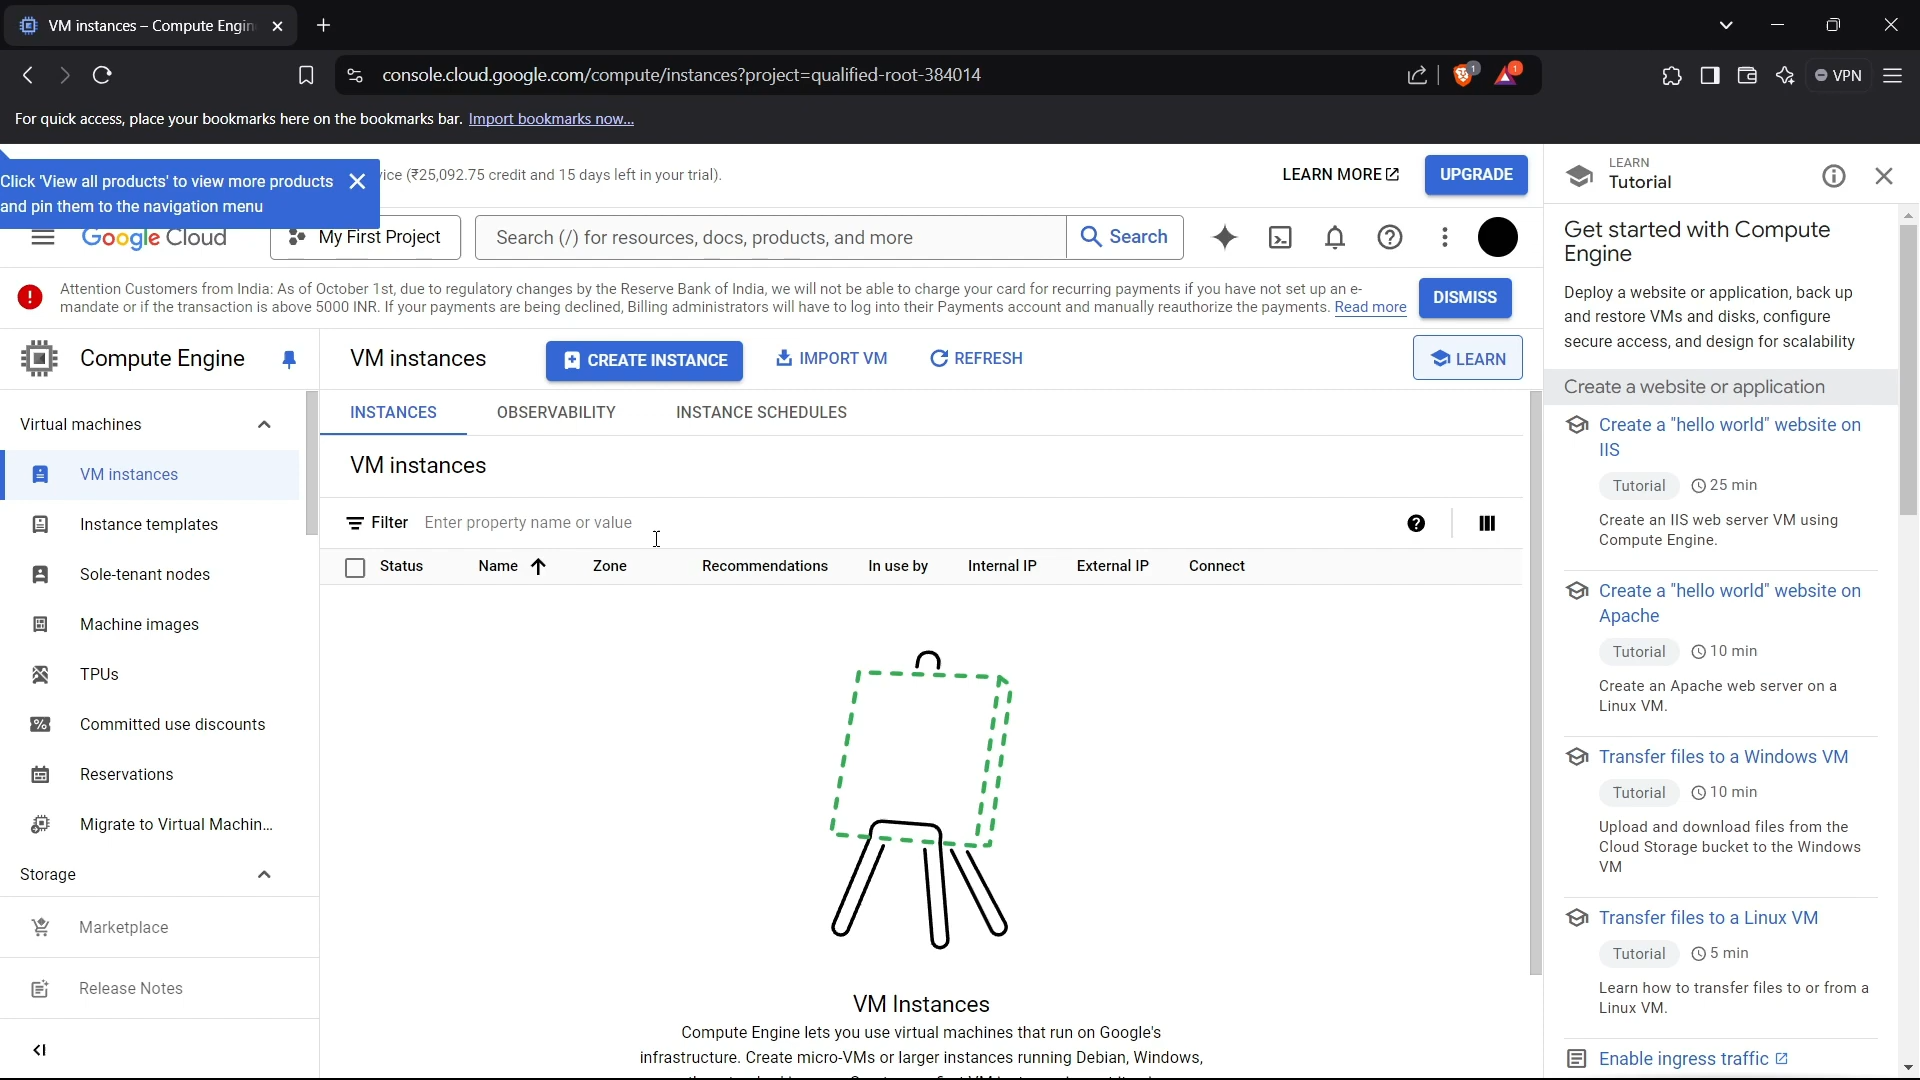 VM instances – Compute Engin
console.cloud.google.com/compute/instances?project=qualified-root-384014
1
1
VPN
For quick access, place your bookmarks here on the bookmarks bar. Import bookmarks now...
Click 'View all products' to view more products
and pin them to the navigation menu
vice (₹25,092.75 credit and 15 days left in your trial).
LEARN MORE
UPGRADE
Google Cloud
My First Project
Search (/) for resources, docs, products, and more
Search
Attention Customers from India: As of October 1st, due to regulatory changes by the Reserve Bank of India, we will not be able to charge your card for recurring payments if you have not set up an e-
mandate or if the transaction is above 5000 INR. If your payments are being declined, Billing administrators will have to log into their Payments account and manually reauthorize the payments. Read more
DISMISS
Compute Engine
VM instances
CREATE INSTANCE
IMPORT VM
REFRESH
LEARN
Virtual machines
VM instances
Instance templates
Sole-tenant nodes
Machine images
TPUs
Committed use discounts
Reservations
Migrate to Virtual Machin...
Storage
Marketplace
Release Notes
INSTANCES
OBSERVABILITY
INSTANCE SCHEDULES
VM instances
Filter Enter property name or value
Status Name Zone Recommendations In use by Internal IP External IP Connect
VM Instances
Compute Engine lets you use virtual machines that run on Google's
infrastructure. Create micro-VMs or larger instances running Debian, Windows,
LEARN
Tutorial
Get started with Compute
Engine
Deploy a website or application, back up
and restore VMs and disks, configure
secure access, and design for scalability
Create a website or application
Create a "hello world" website on
IIS
Tutorial 25 min
Create an IIS web server VM using
Compute Engine.
Create a "hello world" website on
Apache
Tutorial 10 min
Create an Apache web server on a
Linux VM.
Transfer files to a Windows VM
Tutorial 10 min
Upload and download files from the
Cloud Storage bucket to the Windows
VM
Transfer files to a Linux VM
Tutorial 5 min
Learn how to transfer files to or from a
Linux VM.
Enable ingress traffic